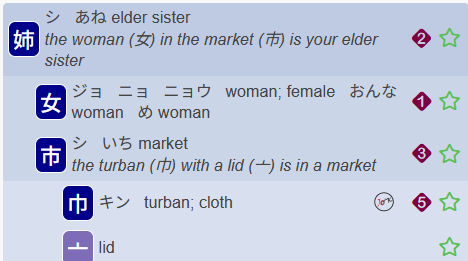 姉 シ あね elder sister 2
the woman (女) in the market (市) is your elder
sister
女 ジョ ニョ ニョウ woman; female おんな 1
woman め woman
市 シ いち market 3
the turban (巾) with a lid (亠) is in a market
巾 キン turban; cloth 5
亠 lid